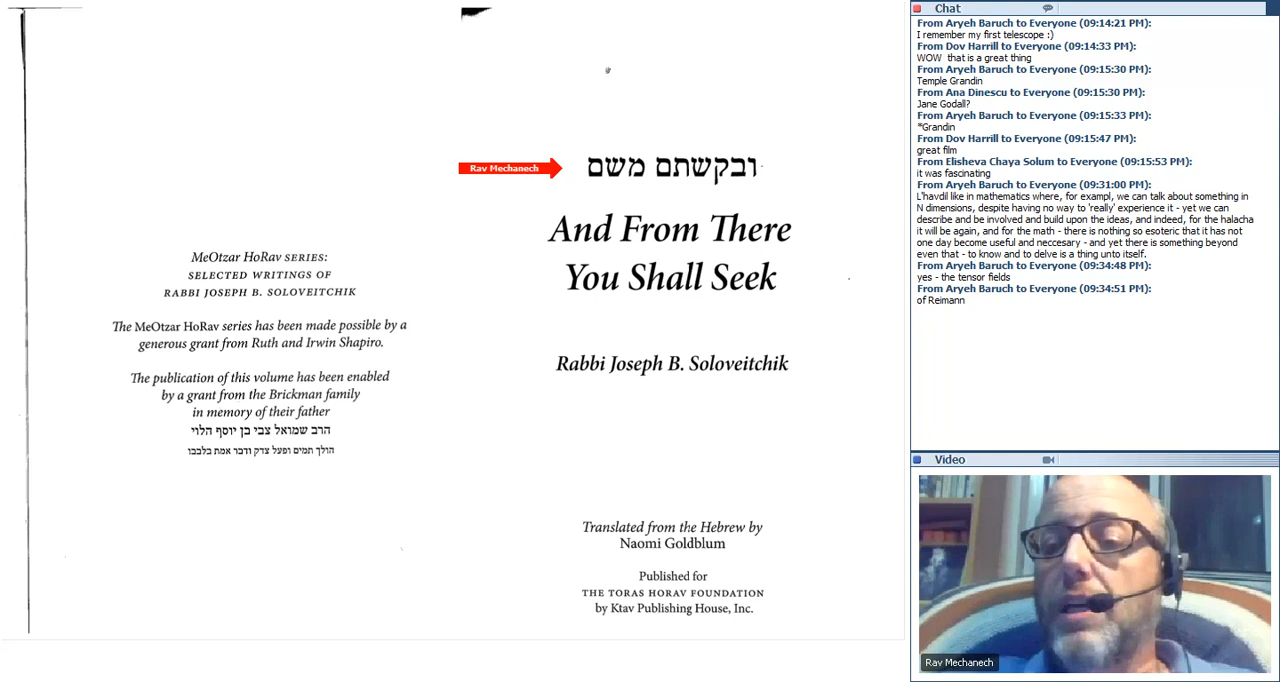 MeOtzar HoRav SERIES:
SELECTED WRITINGS OF
RABBI JOSEPH B. SOLOVEITCHIK
The MeOtzar HoRav series has been made possible by a
generous grant from Ruth and Irwin Shapiro.
The publication of this volume has been enabled
by a grant from the Brickman family
in memory of their father
הרב שמואל צבי בן יוסף הלוי
הולך תמים ופעל צדק ודבר אמת בלבבו
Rav Mechanech
ובקשתם משם
And From There
You Shall Seek
Rabbi Joseph B. Soloveitchik
Translated from the Hebrew by
Naomi Goldblum
Published for
THE TORAS HORAV FOUNDATION
by Ktav Publishing House, Inc.
Chat
From Aryeh Baruch to Everyone (09:14:21 PM):
I remember my first telescope :)
From Dov Harrill to Everyone (09:14:33 PM):
WOW that is a great thing
From Aryeh Baruch to Everyone (09:15:30 PM):
Temple Grandin
From Ana Dinescu to Everyone (09:15:30 PM):
Jane Godall?
From Aryeh Baruch to Everyone (09:15:33 PM):
*Grandin
From Dov Harrill to Everyone (09:15:47 PM):
great film
From Elisheva Chaya Solum to Everyone (09:15:53 PM):
it was fascinating
From Aryeh Baruch to Everyone (09:31:00 PM):
L'havdil like in mathematics where, for exampl, we can talk about something in
N dimensions, despite having no way to 'really' experience it - yet we can
describe and be involved and build upon the ideas, and indeed, for the halacha
it will be again, and for the math - there is nothing so esoteric that it has not
one day become useful and neccesary - and yet there is something beyond
even that - to know and to delve is a thing unto itself.
From Aryeh Baruch to Everyone (09:34:48 PM):
yes - the tensor fields
From Aryeh Baruch to Everyone (09:34:51 PM):
of Reimann
Video
Rav Mechanech